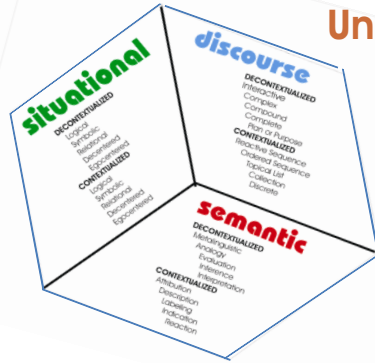 Un
situational
DECONTEXTUALIZED
Logical
Symbolic
Relational
Decentered
Egocentered
CONTEXTUALIZED
Logical
Symbolic
Relational
Decentered
Egocentered
discourse
DECONTEXTUALIZED
Interactive
Complex
Compound
Complete
Plan or Purpose
CONTEXTUALIZED
Reactive Sequence
Ordered Sequence
Topical List
Collection
Discrete
semantic
DECONTEXTUALIZED
Metalinguistic
Analogy
Evaluation
Inference
Interpretation
CONTEXTUALIZED
Attribution
Description
Labeling
Indication
Reaction